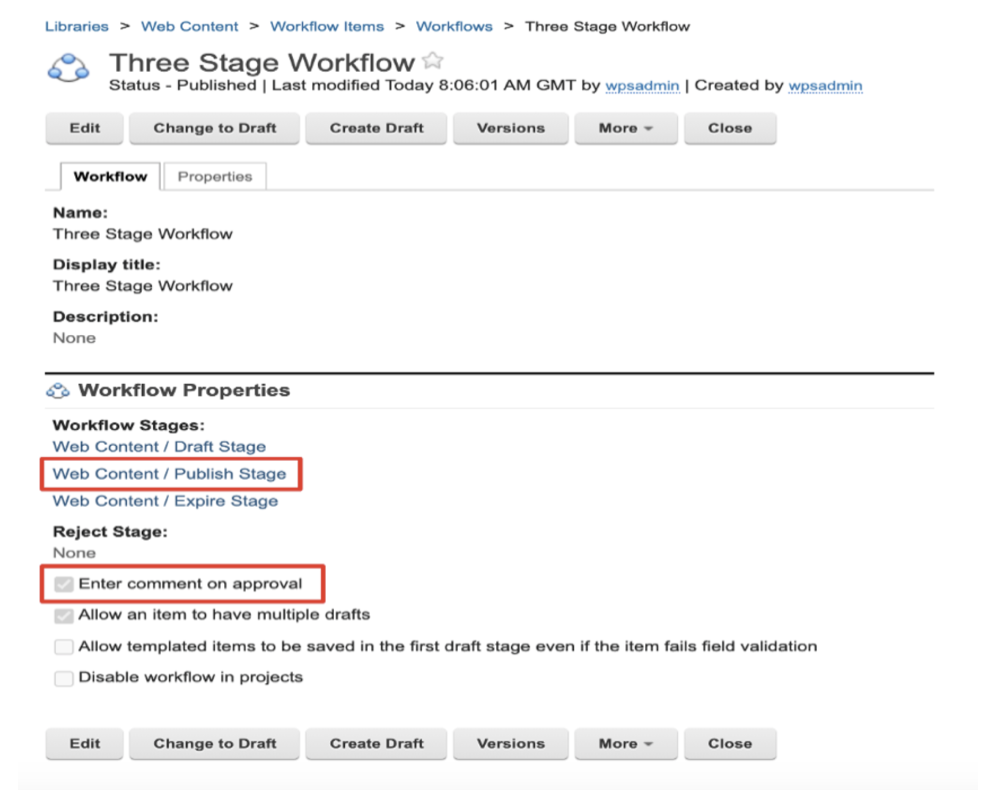 Libraries > Web Content > Workflow Items > Workflows > Three Stage Workflow
Three Stage Workflow
Status - Published | Last modified Today 8:06:01 AM GMT by wpsadmin | Created by wpsadmin
Edit Change to Draft Create Draft Versions More Close
Workflow Properties
Name:
Three Stage Workflow
Display title:
Three Stage Workflow
Description:
None
Workflow Properties
Workflow Stages:
Web Content / Draft Stage
Web Content / Publish Stage
Web Content / Expire Stage
Reject Stage:
None
Enter comment on approval
Allow an item to have multiple drafts
Allow templated items to be saved in the first draft stage even if the item fails field validation
Disable workflow in projects
Edit Change to Draft Create Draft Versions More Close